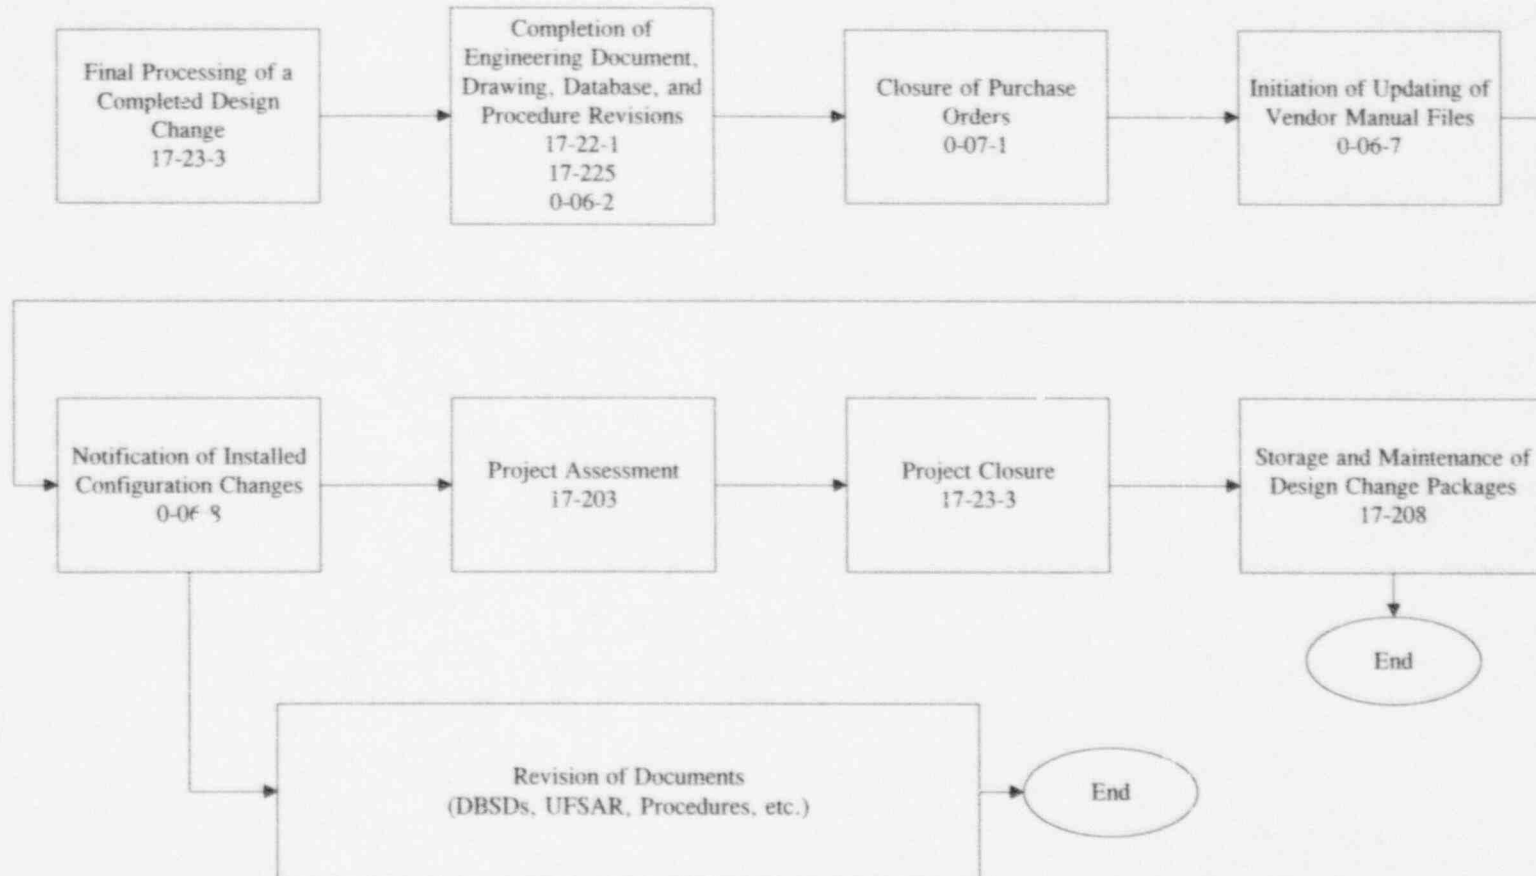 Final Processing of a
Completed Design
Change
17-23-3
Completion of
Engineering Document,
Drawing, Database, and
Procedure Revisions
17-22-1
17-225
0-06-2
Closure of Purchase
Orders
0-07-1
Initiation of Updating of
Vendor Manual Files
0-06-7
Notification of Installed
Configuration Changes
0-06-8
Project Assessment
17-203
Project Closure
17-23-3
Storage and Maintenance of
Design Change Packages
17-208
End
Revision of Documents
(DBSDs, UFSAR, Procedures, etc.)
End